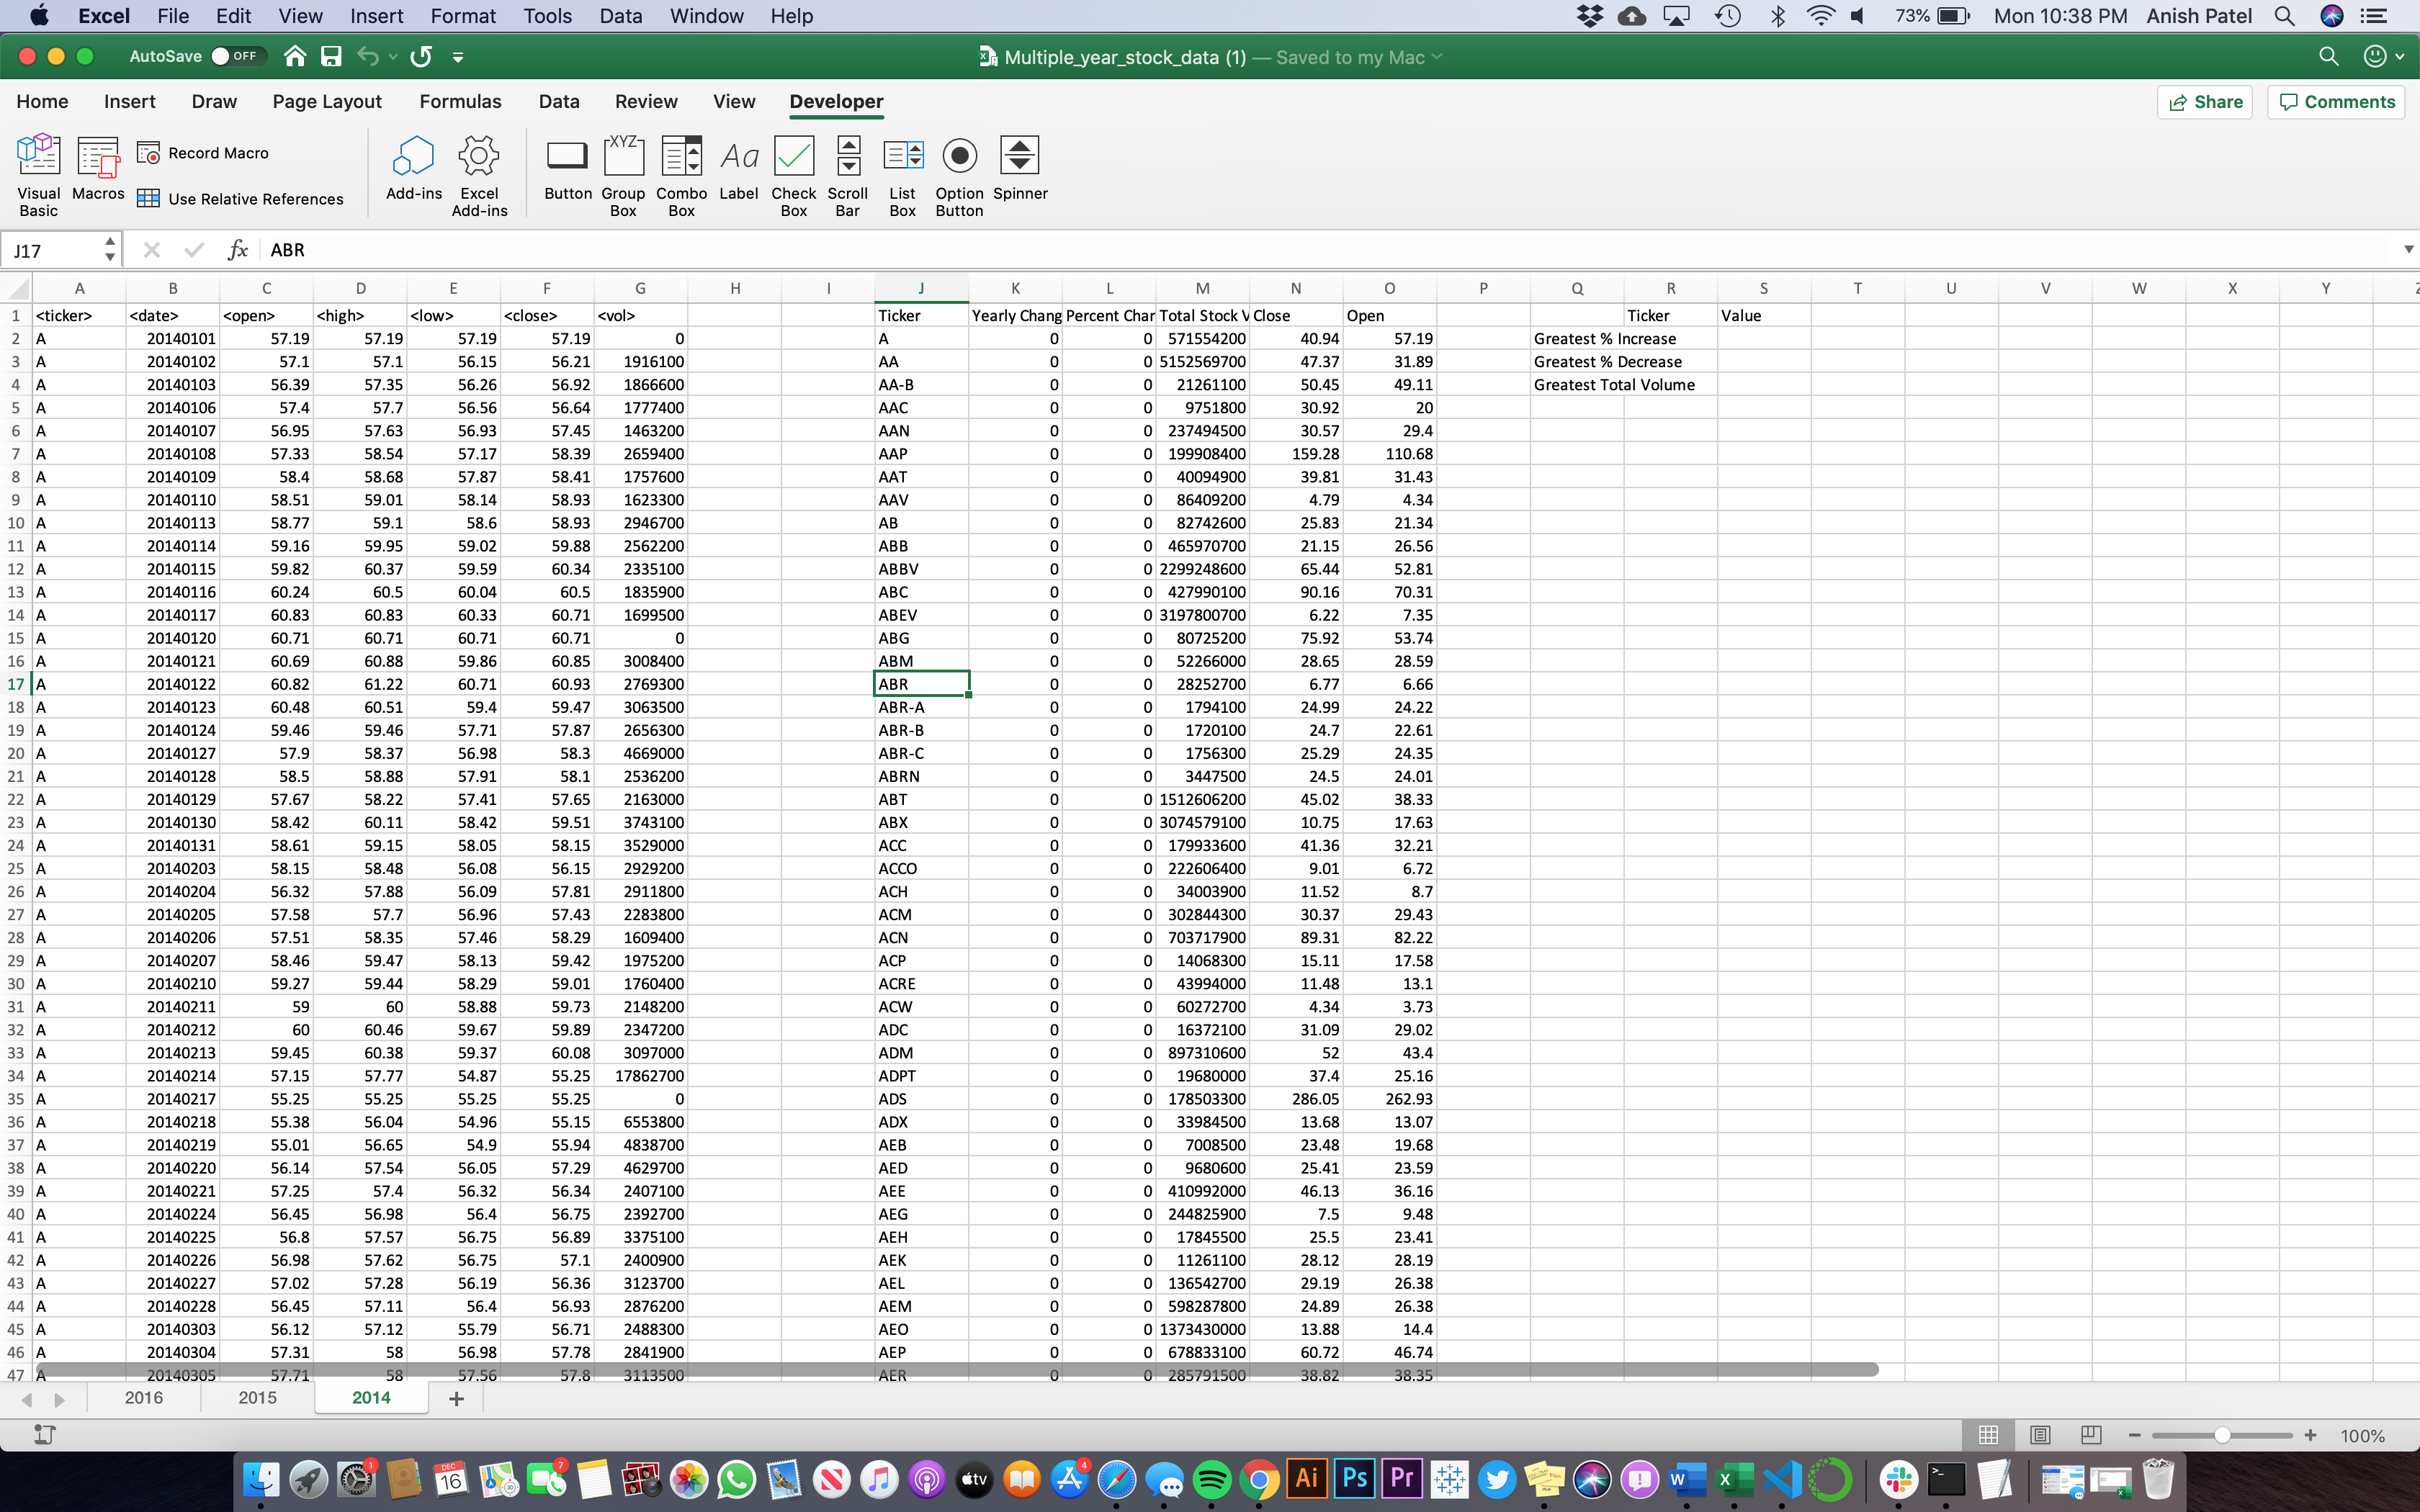 Excel File Edit View Insert Format Tools Data Window Help 73% Mon 10:38 PM Anish Patel
AutoSave OFF Multiple_year_stock_data (1) — Saved to my Mac
Home Insert Draw Page Layout Formulas Data Review View Developer Share Comments
Visual Basic Macros Record Macro Use Relative References Add-ins Excel Add-ins XYZ Button Group Box Combo Box Aa Label Check Box Scroll Bar List Box Option Button Spinner
J17 fx ABR
A B C D E F G H I J K L M N O P Q R S T U V W X Y Z
1 <ticker> <date> <open> <high> <low> <close> <vol> Ticker Yearly Chang Percent Char Total Stock V Close Open Ticker Value
2 A 20140101 57.19 57.19 57.19 57.19 0 A 0 0 571554200 40.94 57.19 Greatest % Increase
3 A 20140102 57.1 57.1 56.15 56.21 1916100 AA 0 0 5152569700 47.37 31.89 Greatest % Decrease
4 A 20140103 56.39 57.35 56.26 56.92 1866600 AA-B 0 0 21261100 50.45 49.11 Greatest Total Volume
5 A 20140106 57.4 57.7 56.56 56.64 1777400 AAC 0 0 9751800 30.92 20
6 A 20140107 56.95 57.63 56.93 57.45 1463200 AAN 0 0 237494500 30.57 29.4
7 A 20140108 57.33 58.54 57.17 58.39 2659400 AAP 0 0 199908400 159.28 110.68
8 A 20140109 58.4 58.68 57.87 58.41 1757600 AAT 0 0 40094900 39.81 31.43
9 A 20140110 58.51 59.01 58.14 58.93 1623300 AAV 0 0 86409200 4.79 4.34
10 A 20140113 58.77 59.1 58.6 58.93 2946700 AB 0 0 82742600 25.83 21.34
11 A 20140114 59.16 59.95 59.02 59.88 2562200 ABB 0 0 465970700 21.15 26.56
12 A 20140115 59.82 60.37 59.59 60.34 2335100 ABBV 0 0 2299248600 65.44 52.81
13 A 20140116 60.24 60.5 60.04 60.5 1835900 ABC 0 0 427990100 90.16 70.31
14 A 20140117 60.83 60.83 60.33 60.71 1699500 ABEV 0 0 3197800700 6.22 7.35
15 A 20140120 60.71 60.71 60.71 60.71 0 ABG 0 0 80725200 75.92 53.74
16 A 20140121 60.69 60.88 59.86 60.85 3008400 ABM 0 0 52266000 28.65 28.59
17 A 20140122 60.82 61.22 60.71 60.93 2769300 ABR 0 0 28252700 6.77 6.66
18 A 20140123 60.48 60.51 59.4 59.47 3063500 ABR-A 0 0 1794100 24.99 24.22
19 A 20140124 59.46 59.46 57.71 57.87 2656300 ABR-B 0 0 1720100 24.7 22.61
20 A 20140127 57.9 58.37 56.98 58.3 4669000 ABR-C 0 0 1756300 25.29 24.35
21 A 20140128 58.5 58.88 57.91 58.1 2536200 ABRN 0 0 3447500 24.5 24.01
22 A 20140129 57.67 58.22 57.41 57.65 2163000 ABT 0 0 1512606200 45.02 38.33
23 A 20140130 58.42 60.11 58.42 59.51 3743100 ABX 0 0 3074579100 10.75 17.63
24 A 20140131 58.61 59.15 58.05 58.15 3529000 ACC 0 0 179933600 41.36 32.21
25 A 20140203 58.15 58.48 56.08 56.15 2929200 ACCO 0 0 222606400 9.01 6.72
26 A 20140204 56.32 57.88 56.09 57.81 2911800 ACH 0 0 34003900 11.52 8.7
27 A 20140205 57.58 57.7 56.96 57.43 2283800 ACM 0 0 302844300 30.37 29.43
28 A 20140206 57.51 58.35 57.46 58.29 1609400 ACN 0 0 703717900 89.31 82.22
29 A 20140207 58.46 59.47 58.13 59.42 1975200 ACP 0 0 14068300 15.11 17.58
30 A 20140210 59.27 59.44 58.29 59.01 1760400 ACRE 0 0 43994000 11.48 13.1
31 A 20140211 59 60 58.88 59.73 2148200 ACW 0 0 60272700 4.34 3.73
32 A 20140212 60 60.46 59.67 59.89 2347200 ADC 0 0 16372100 31.09 29.02
33 A 20140213 59.45 60.38 59.37 60.08 3097000 ADM 0 0 897310600 52 43.4
34 A 20140214 57.15 57.77 54.87 55.25 17862700 ADPT 0 0 19680000 37.4 25.16
35 A 20140217 55.25 55.25 55.25 55.25 0 ADS 0 0 178503300 286.05 262.93
36 A 20140218 55.38 56.04 54.96 55.15 6553800 ADX 0 0 33984500 13.68 13.07
37 A 20140219 55.01 56.65 54.9 55.94 4838700 AEB 0 0 7008500 23.48 19.68
38 A 20140220 56.14 57.54 56.05 57.29 4629700 AED 0 0 9680600 25.41 23.59
39 A 20140221 57.25 57.4 56.32 56.34 2407100 AEE 0 0 410992000 46.13 36.16
40 A 20140224 56.45 56.98 56.4 56.75 2392700 AEG 0 0 244825900 7.5 9.48
41 A 20140225 56.8 57.57 56.75 56.89 3375100 AEH 0 0 17845500 25.5 23.41
42 A 20140226 56.98 57.62 56.75 57.1 2400900 AEK 0 0 11261100 28.12 28.19
43 A 20140227 57.02 57.28 56.19 56.36 3123700 AEL 0 0 136542700 29.19 26.38
44 A 20140228 56.45 57.11 56.4 56.93 2876200 AEM 0 0 598287800 24.89 26.38
45 A 20140303 56.12 57.12 55.79 56.71 2488300 AEO 0 0 1373430000 13.88 14.4
46 A 20140304 57.31 58 56.98 57.78 2841900 AEP 0 0 678833100 60.72 46.74
47 A 20140305 57.71 58 57.56 57.8 3113500 AER 0 0 285791500 38.82 38.35
2016 2015 2014 +
100%
1 DEC 16 7 tv 4 Ai Ps Pr W X